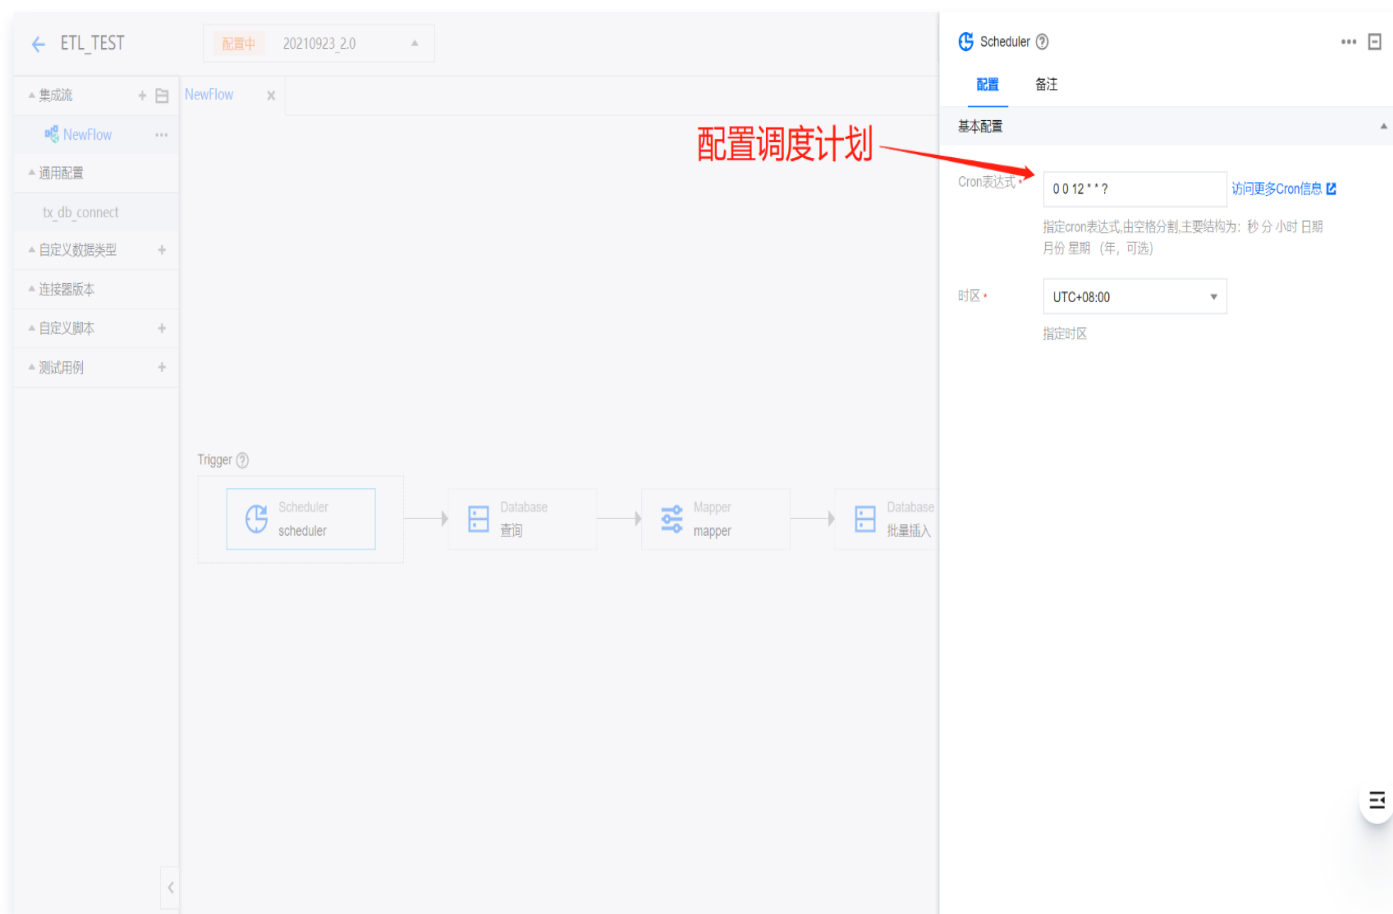 ETL_TEST
配置中 20210923_2.0
集成流
NewFlow
通用配置
tx_db_connect
自定义数据类型
连接器版本
自定义脚本
测试用例
NewFlow
配置调度计划
Trigger
Scheduler
scheduler
Database
查询
Mapper
mapper
Database
批量插入
Scheduler
配置 备注
基本配置
Cron表达式 * 0 0 12 * * ? 访问更多Cron信息
指定cron表达式,由空格分割,主要结构为：秒 分 小时 日期
月份 星期 （年，可选）
时区 * UTC+08:00
指定时区